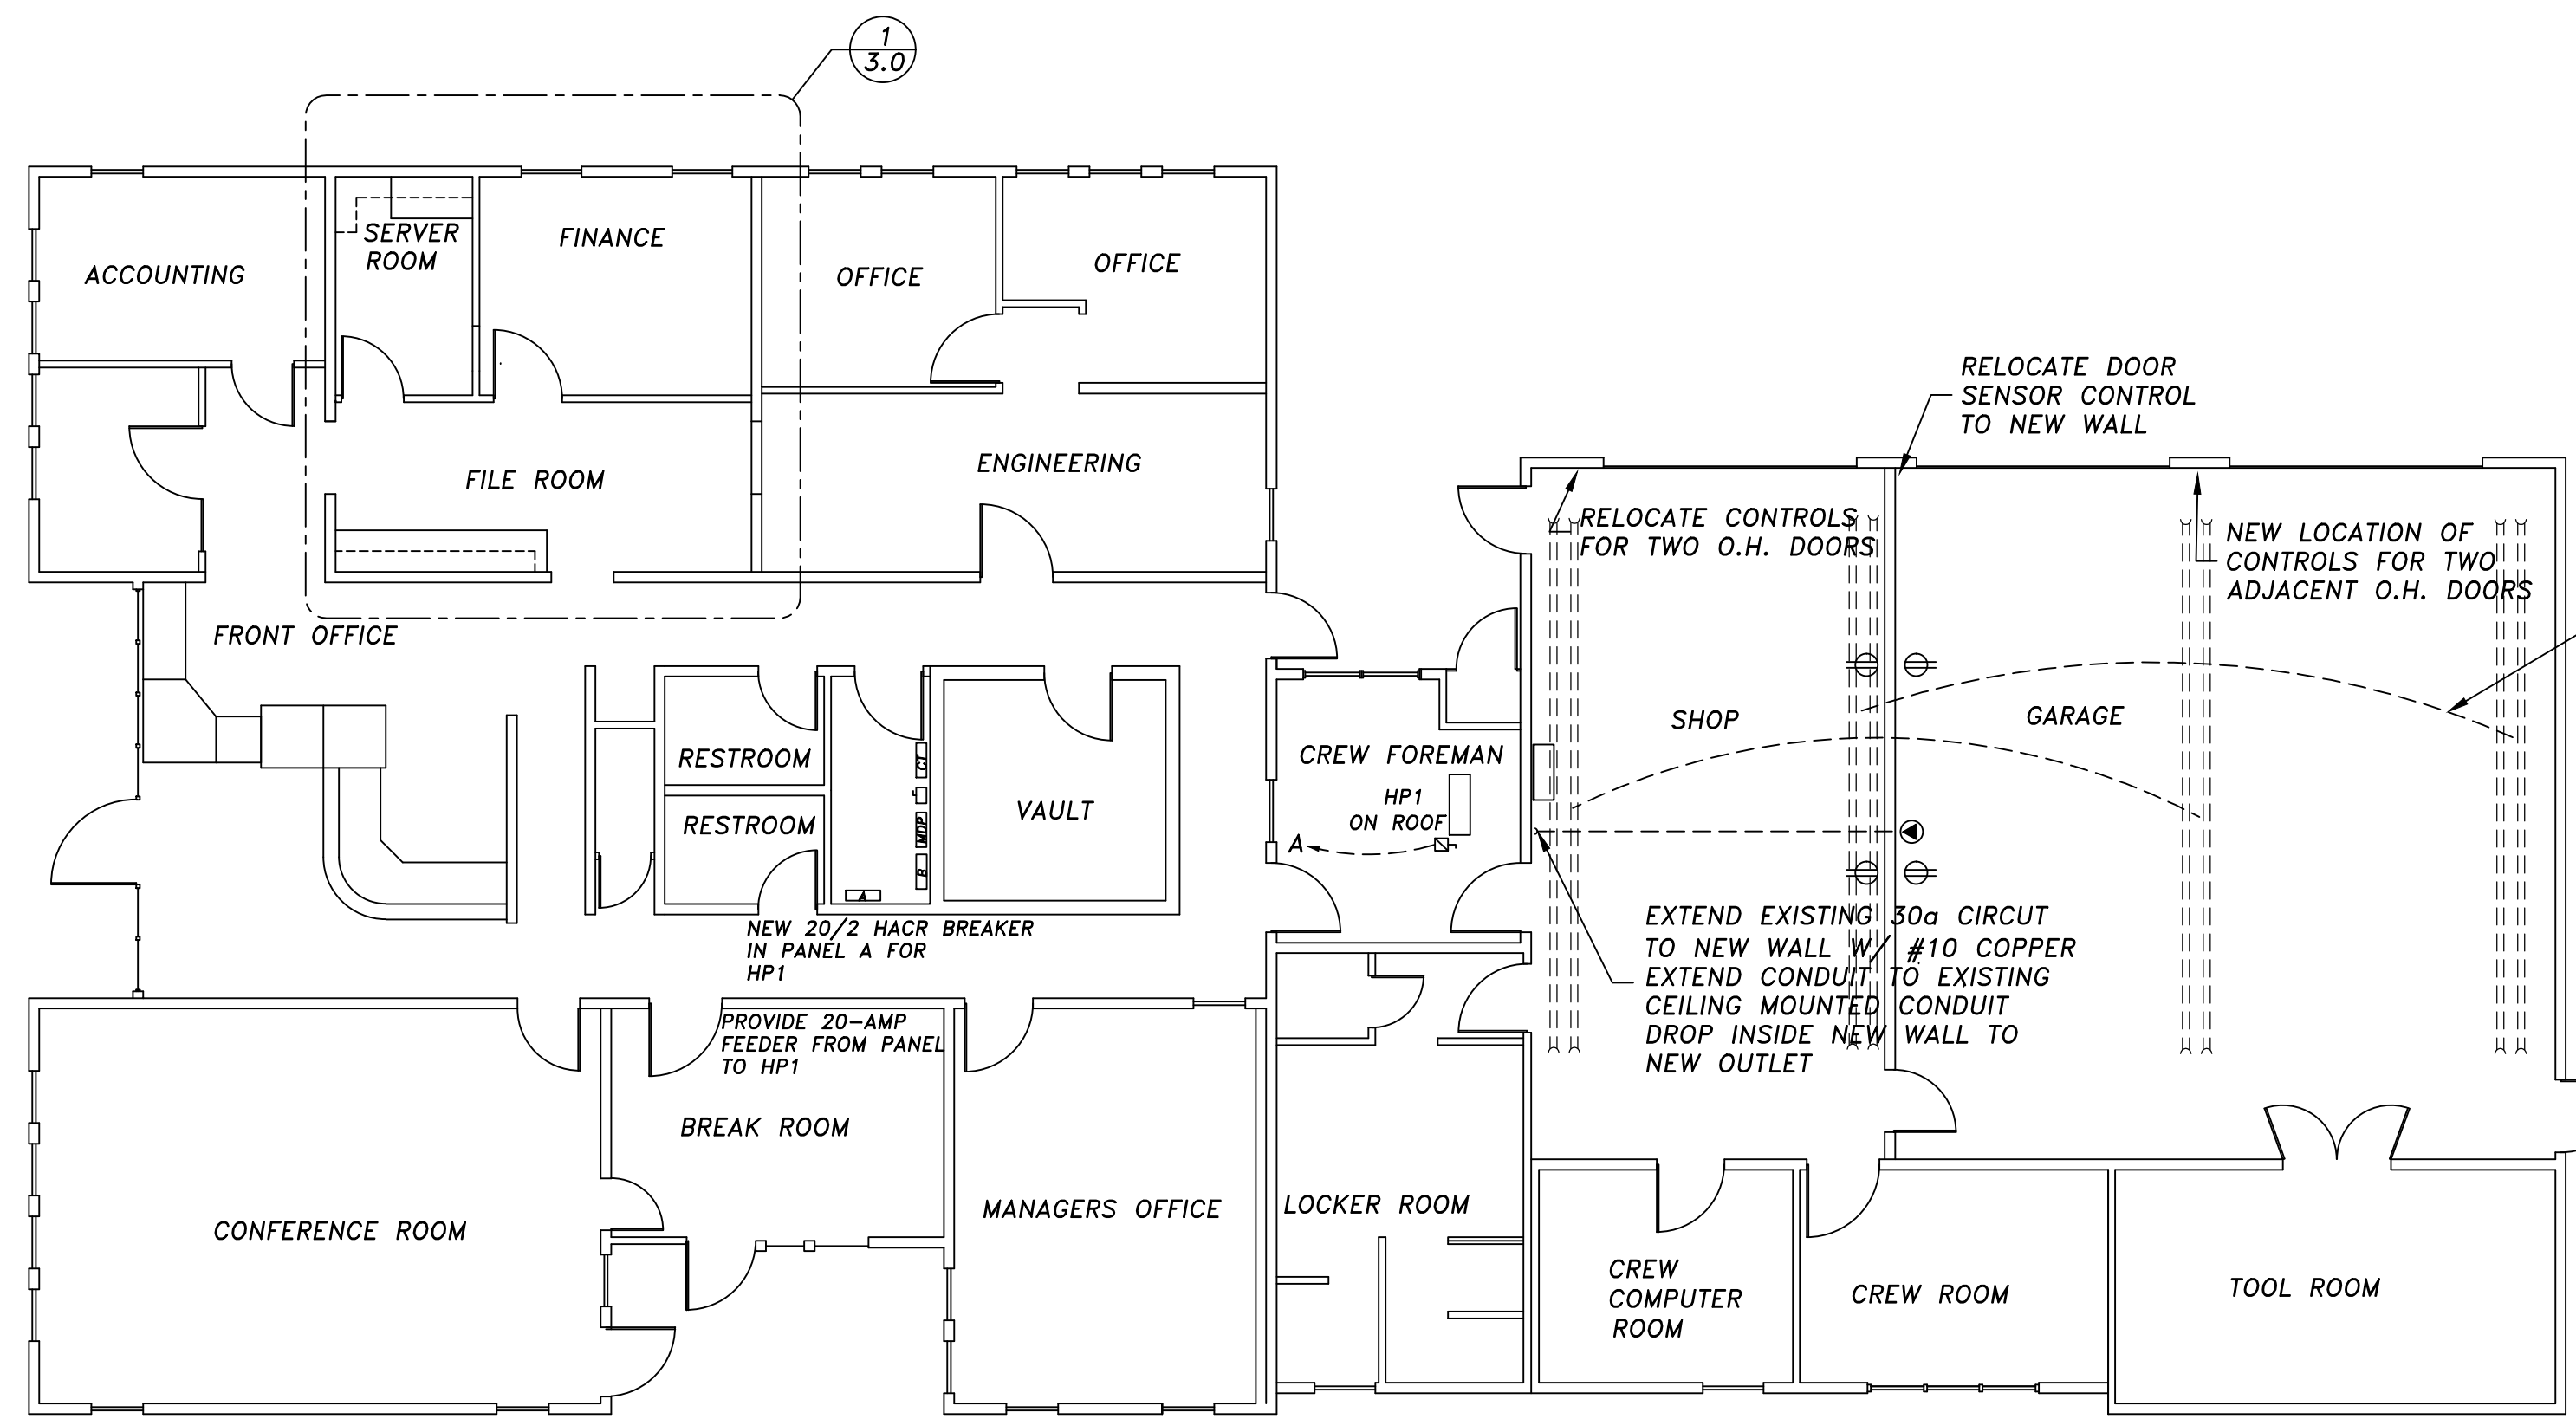 1
3.0
SERVER
ROOM
FINANCE
ACCOUNTING
OFFICE
OFFICE
RELOCATE DOOR
SENSOR CONTROL
TO NEW WALL
FILE ROOM
ENGINEERING
RELOCATE CONTROLS
FOR TWO O.H. DOORS
NEW LOCATION OF
CONTROLS FOR TWO
ADJACENT O.H. DOORS
FRONT OFFICE
SHOP
GARAGE
RESTROOM
CT
CREW FOREMAN
HP1
ON ROOF
VAULT
RESTROOM
MDP
A
B
A
NEW 20/2 HACR BREAKER
IN PANEL A FOR
HP1
EXTEND EXISTING 30a CIRCUT
TO NEW WALL W/ #10 COPPER
EXTEND CONDUIT TO EXISTING
CEILING MOUNTED CONDUIT
DROP INSIDE NEW WALL TO
NEW OUTLET
PROVIDE 20-AMP
FEEDER FROM PANEL
TO HP1
BREAK ROOM
MANAGERS OFFICE
LOCKER ROOM
CONFERENCE ROOM
CREW
COMPUTER
ROOM
CREW ROOM
TOOL ROOM